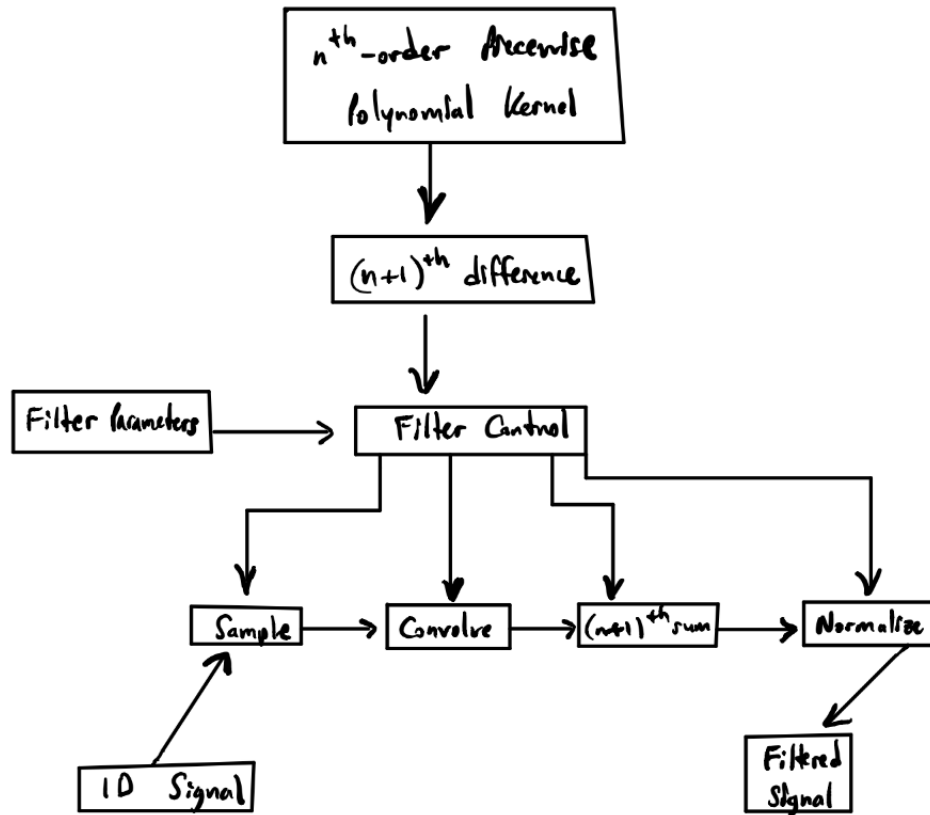 nᵗʰ-order Piecewise
Polynomial Kernel
(n+1)ᵗʰ difference
Filter Parameters
Filter Control
Sample
Convolve
(n+1)ᵗʰ sum
Normalize
1D Signal
Filtered
Signal